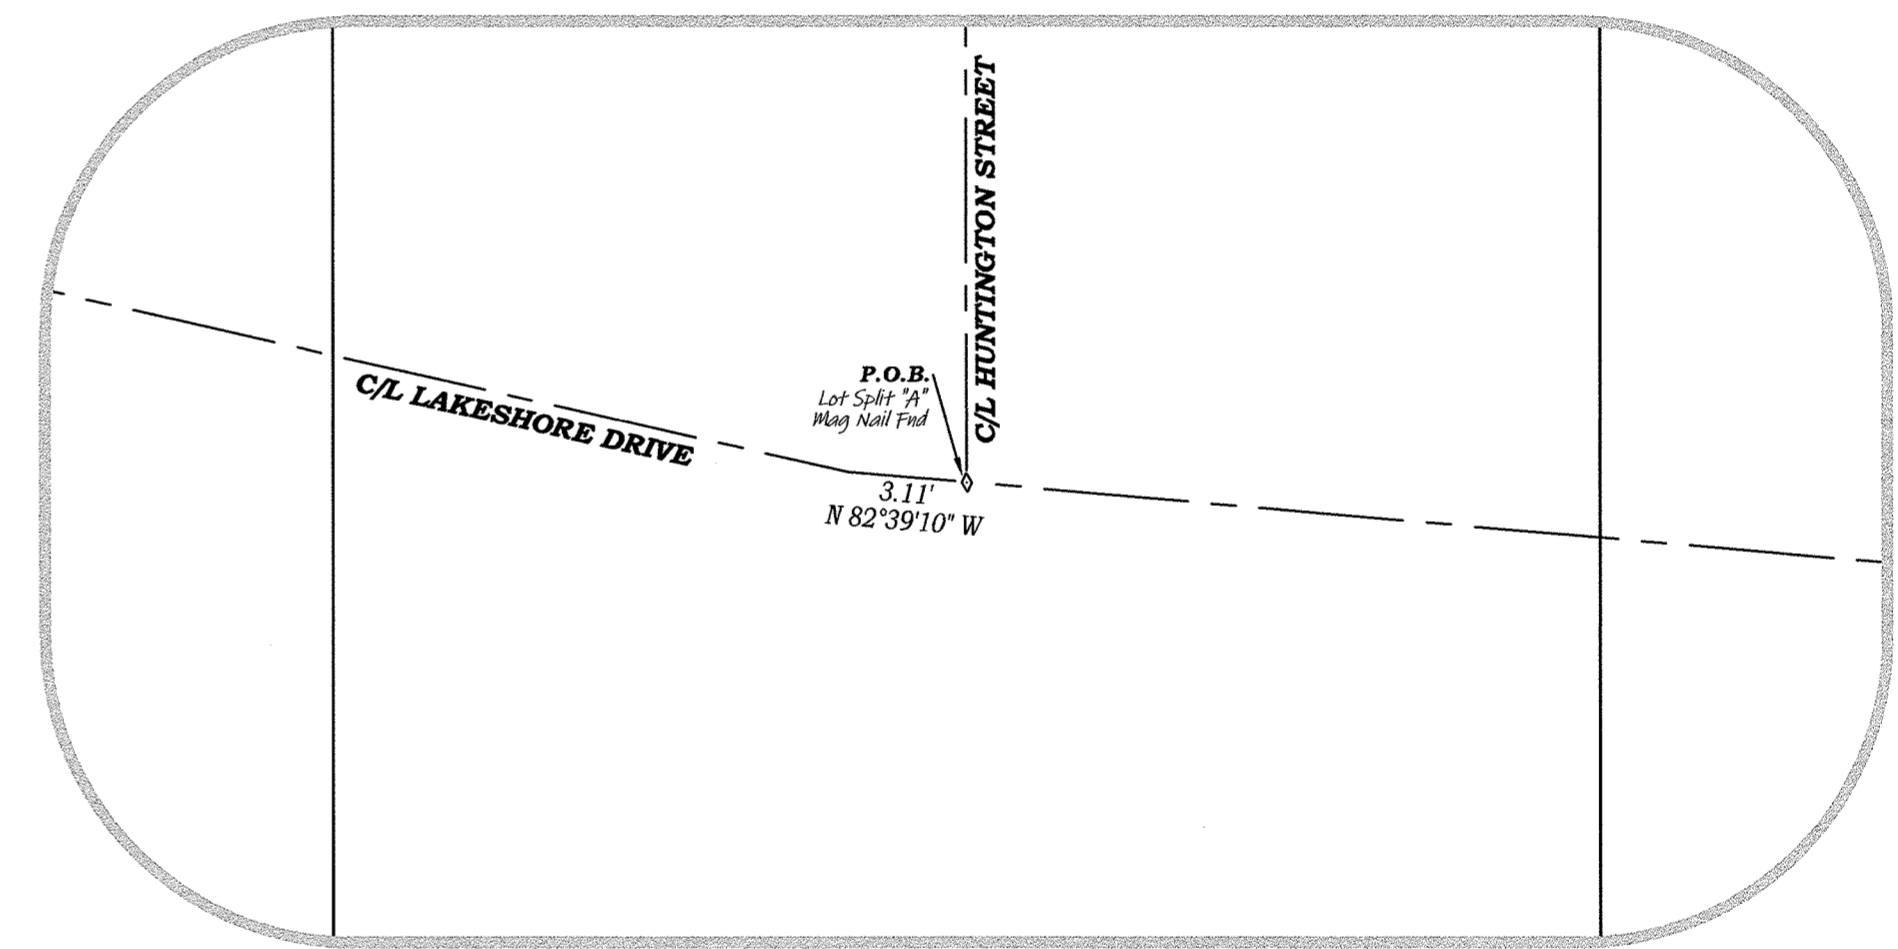 C/L HUNTINGTON STREET
P.O.B.
Lot Split "A"
Mag Nail Fnd
C/L LAKESHORE DRIVE
3.11'
N 82°39'10" W